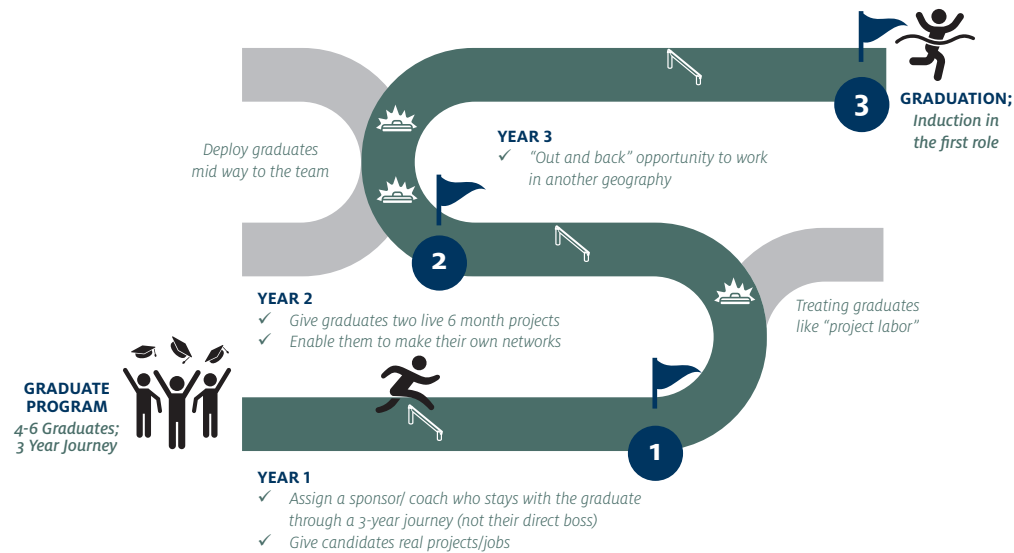 GRADUATE
PROGRAM
4-6 Graduates;
3 Year Journey
YEAR 1
✓ Assign a sponsor/ coach who stays with the graduate
through a 3-year journey (not their direct boss)
✓ Give candidates real projects/jobs
1
Treating graduates
like “project labor”
YEAR 2
✓ Give graduates two live 6 month projects
✓ Enable them to make their own networks
2
Deploy graduates
mid way to the team
YEAR 3
✓ “Out and back” opportunity to work
in another geography
3
GRADUATION;
Induction in
the first role